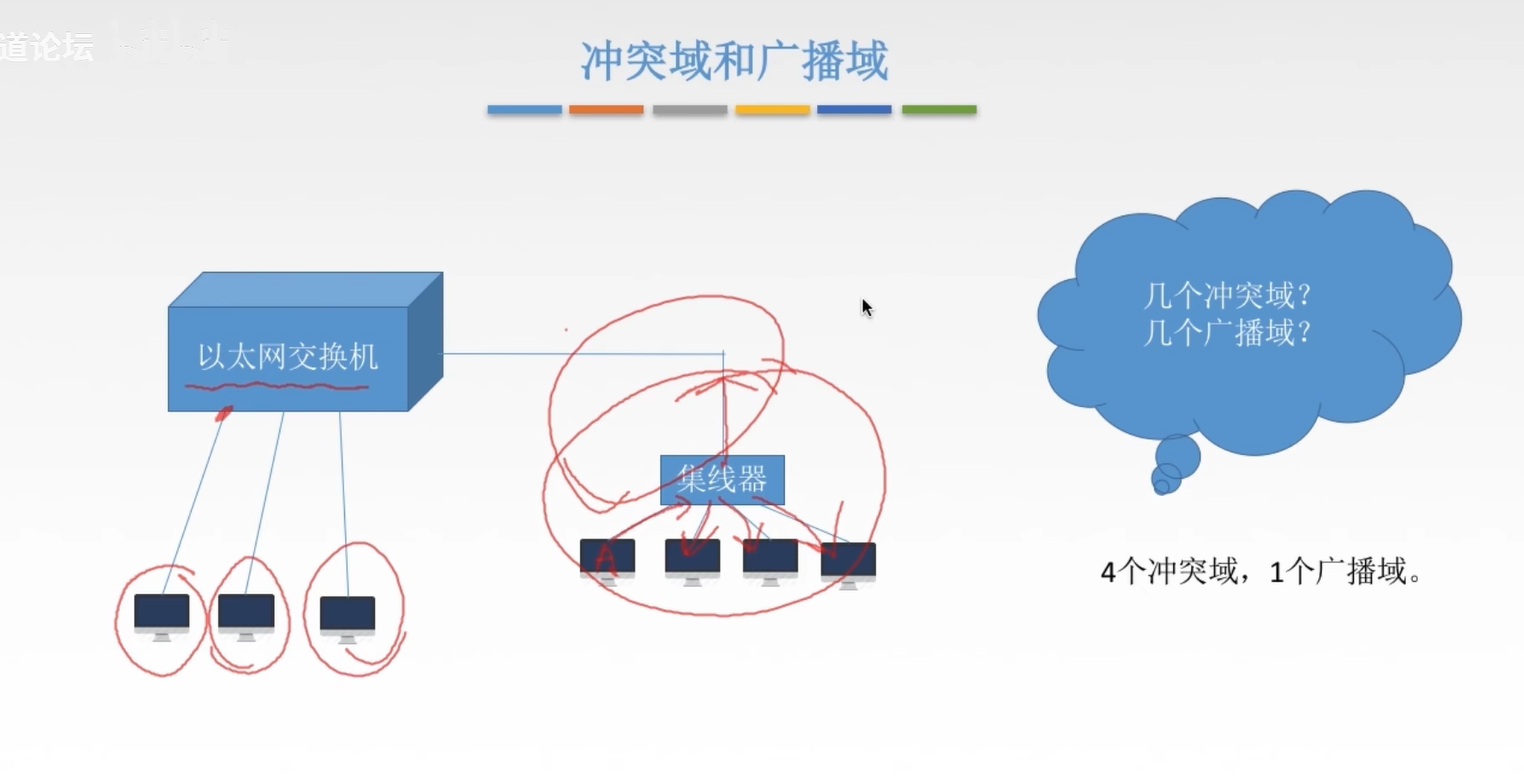 道论坛
冲突域和广播域
以太网交换机
几个冲突域？
几个广播域？
集线器
A
4个冲突域，1个广播域。